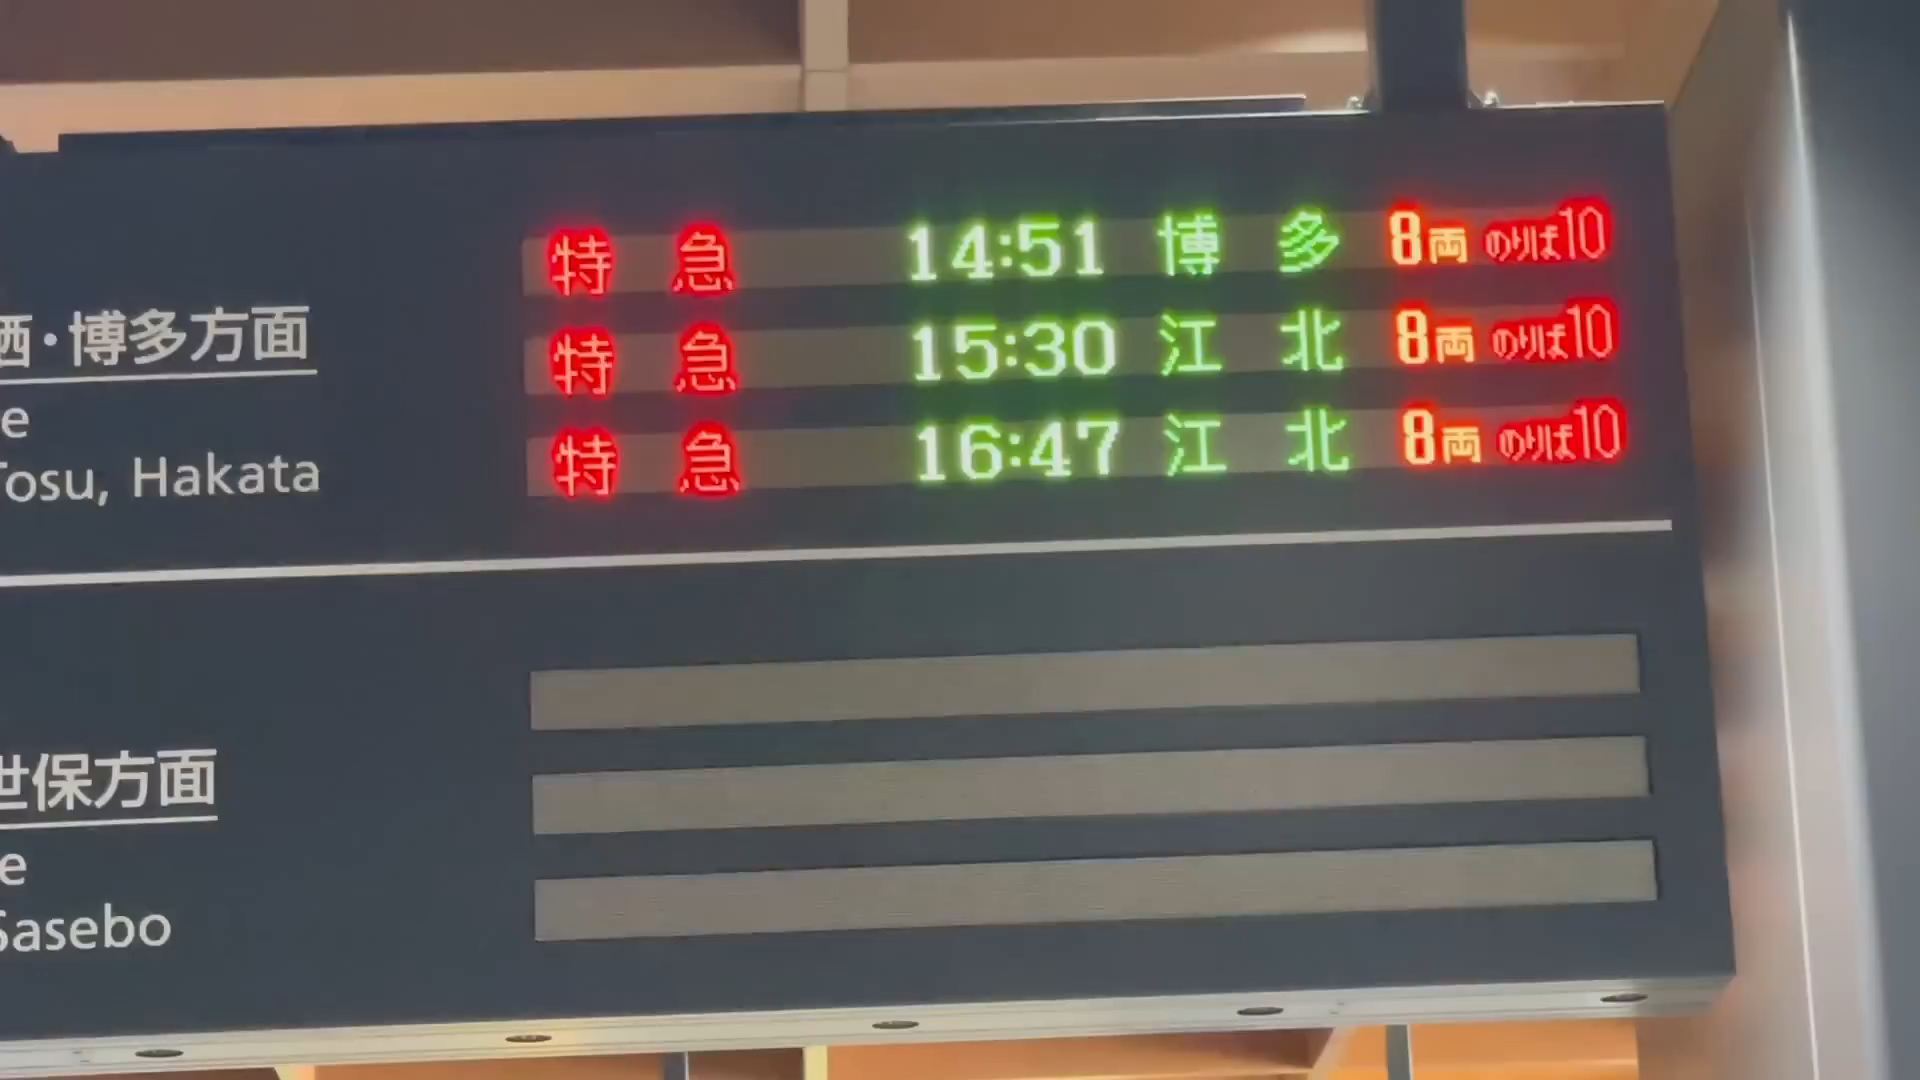 栖・博多方面
e
Tosu, Hakata
特急 14:51 博多 8両 のりば10
特急 15:30 江北 8両 のりば10
特急 16:47 江北 8両 のりば10
世保方面
e
Sasebo